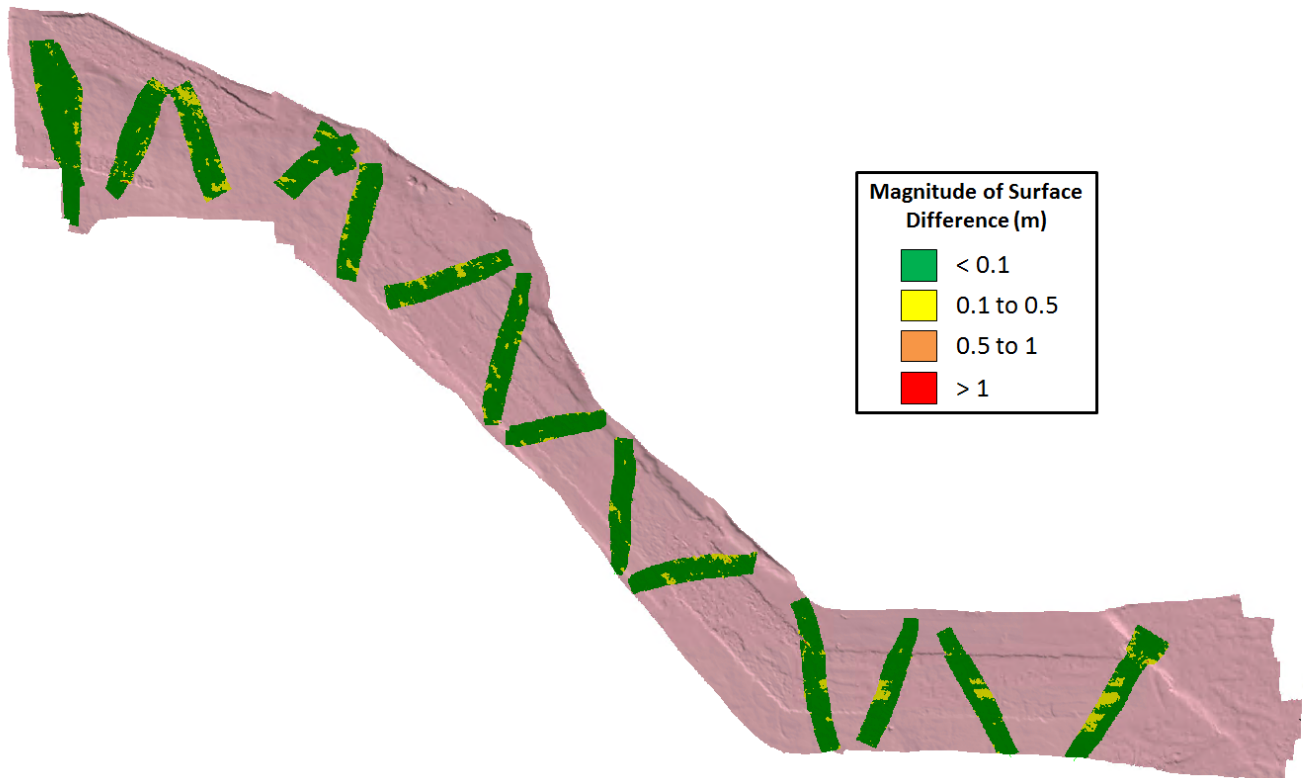 Magnitude of Surface
Difference (m)
< 0.1
0.1 to 0.5
0.5 to 1
> 1